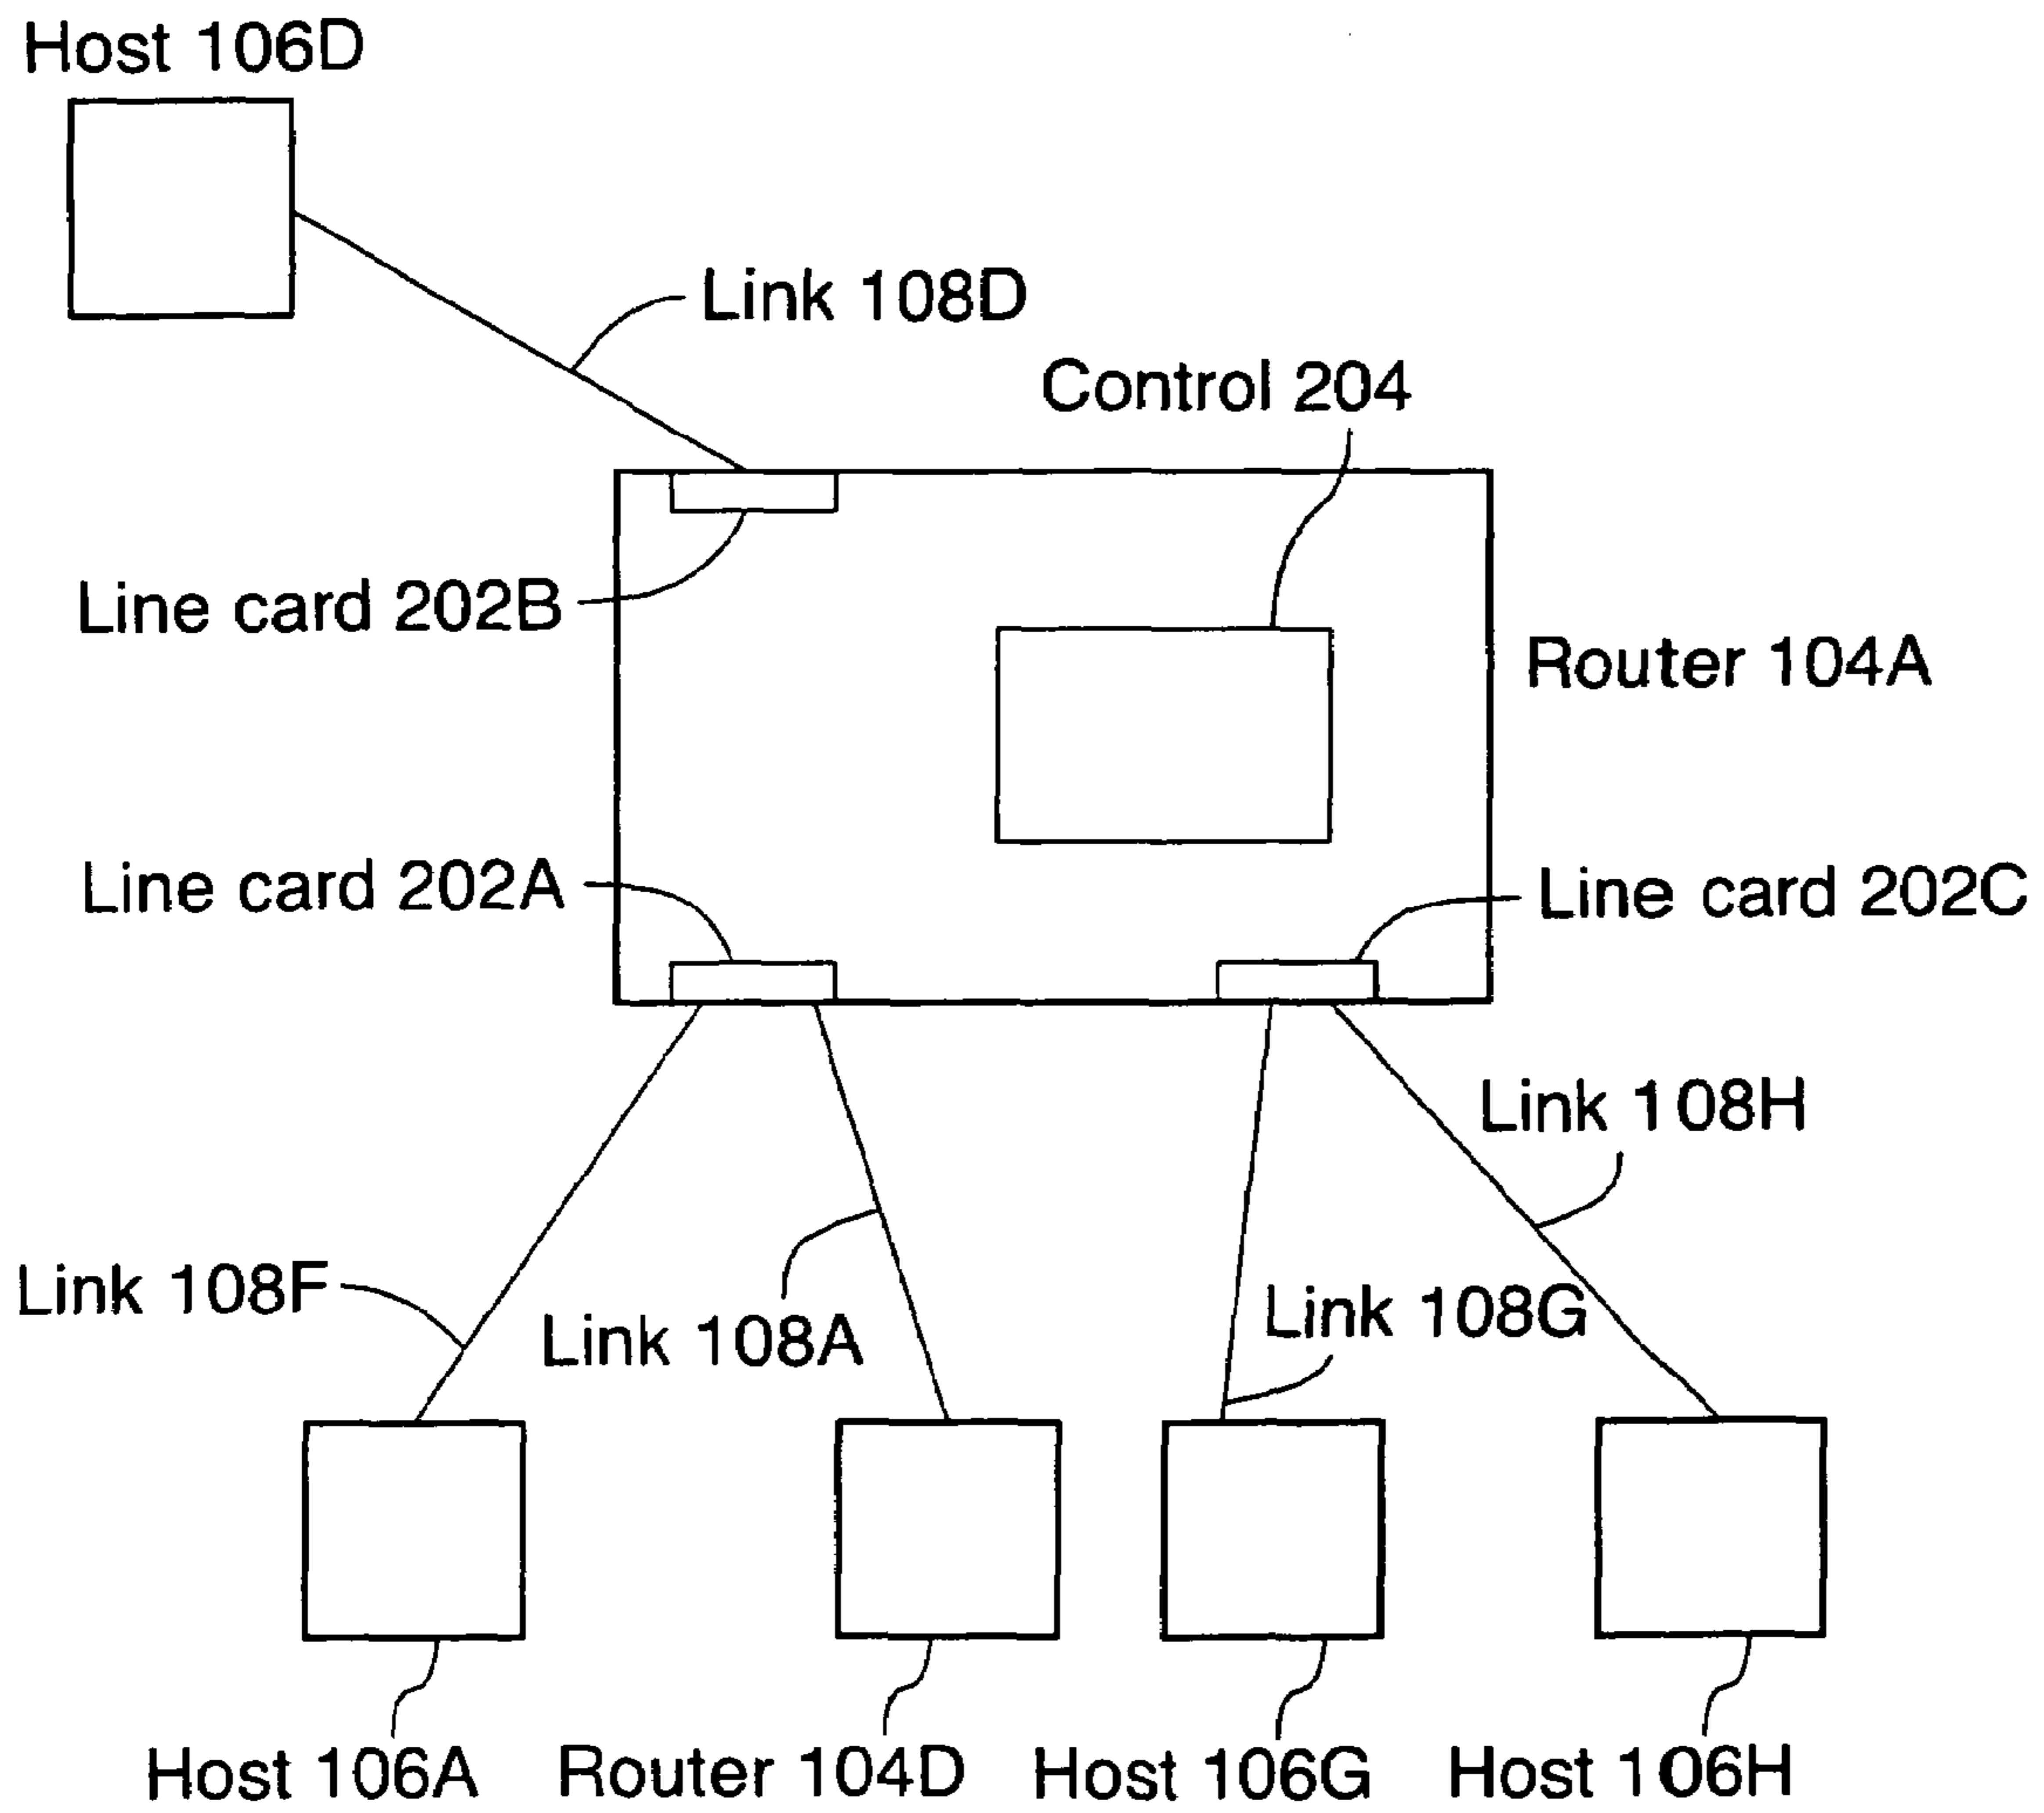 Host 106D
Link 108D
Control 204
Line card 202B
Router 104A
Line card 202A
Line card 202C
Link 108H
Link 108F
Link 108A
Link 108G
Host 106A
Router 104D
Host 106G
Host 106H